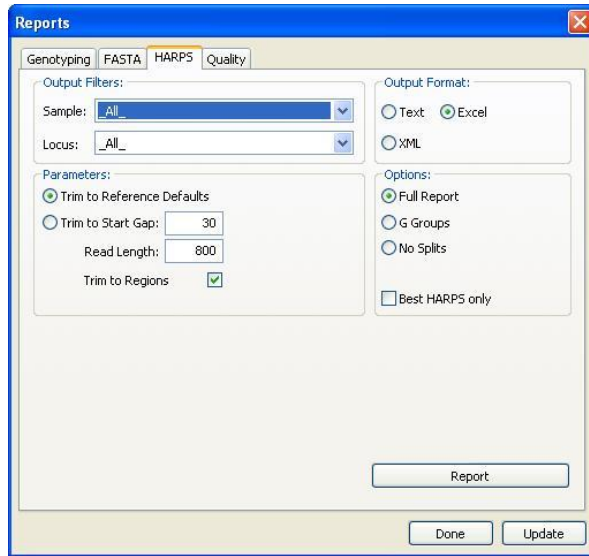 Reports
Genotyping FASTA HARPS Quality
Output Filters:
Sample: _All_
Locus: _All_
Output Format:
Text Excel
XML
Parameters:
Trim to Reference Defaults
Trim to Start Gap: 30
Read Length: 800
Trim to Regions
Options:
Full Report
G Groups
No Splits
Best HARPS only
Report
Done Update